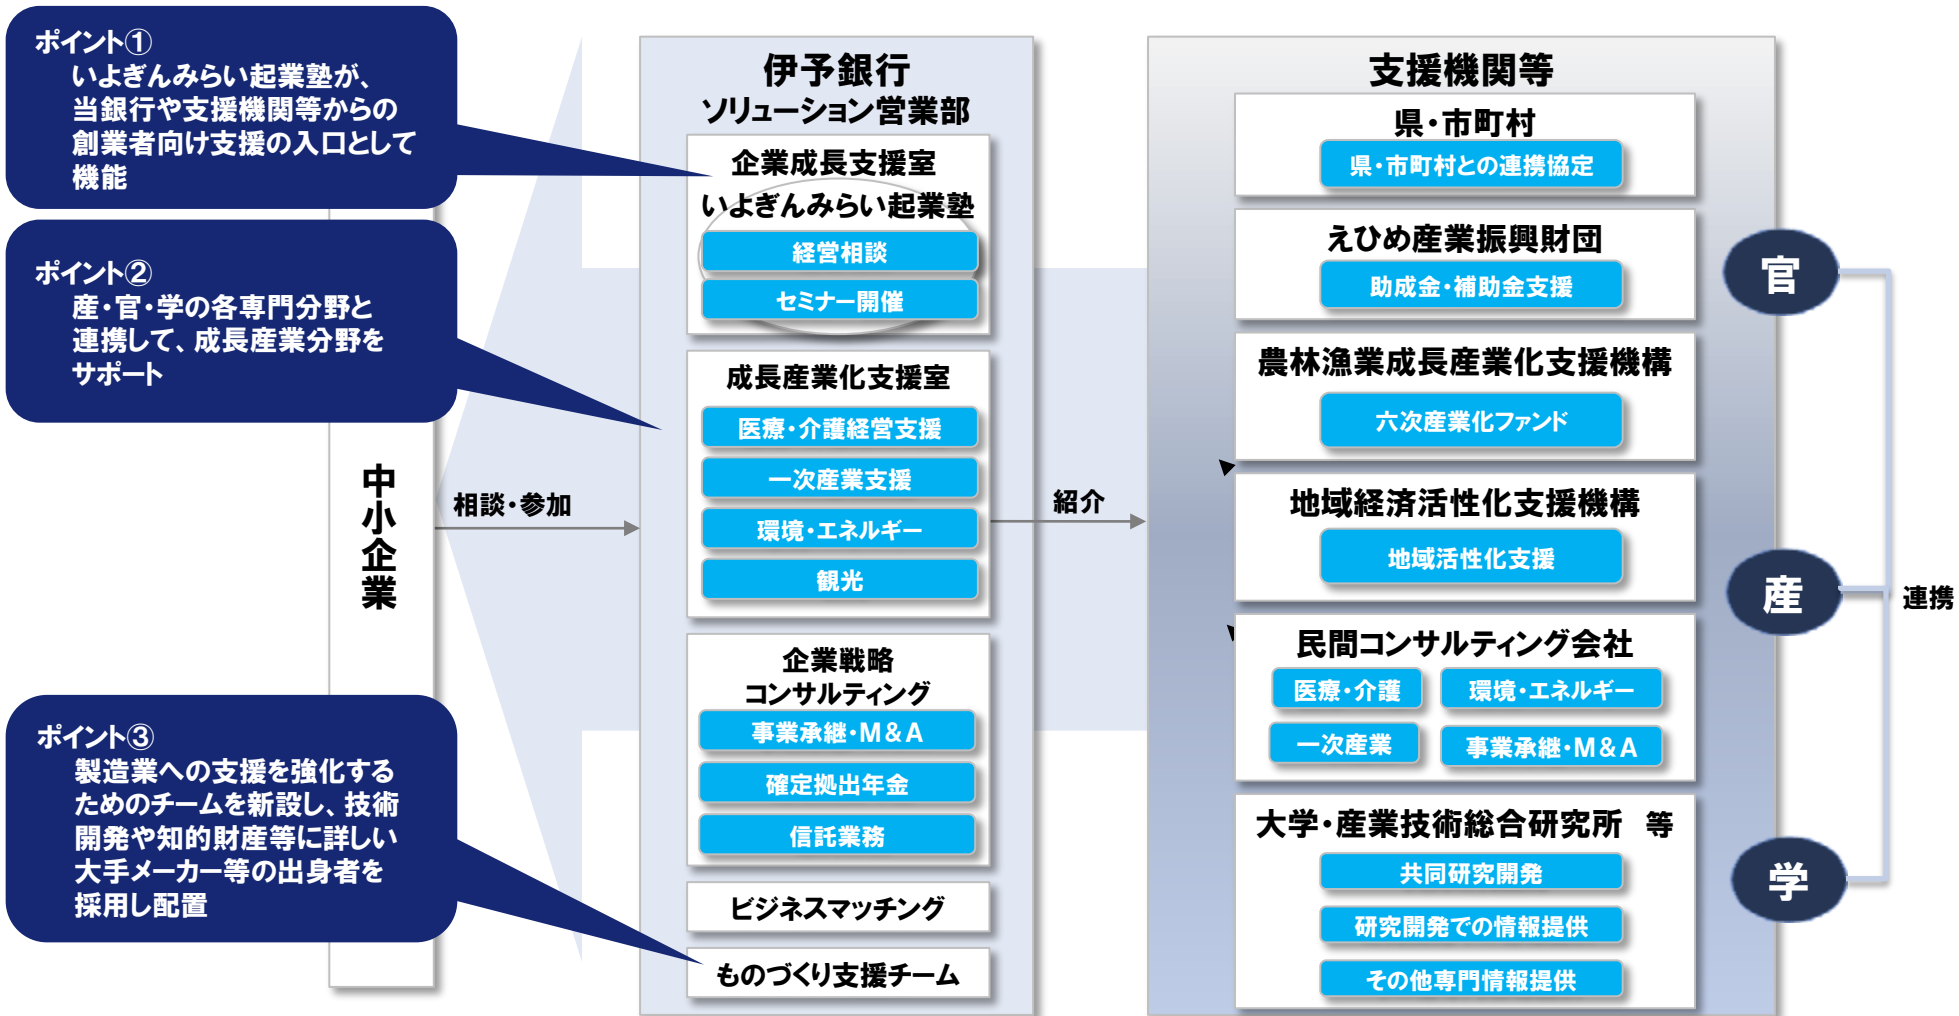 ポイント①
いよぎんみらい起業塾が、
当銀行や支援機関等からの
創業者向け支援の入口として
機能
ポイント②
産・官・学の各専門分野と
連携して、成長産業分野を
サポート
ポイント③
製造業への支援を強化する
ためのチームを新設し、技術
開発や知的財産等に詳しい
大手メーカー等の出身者を
採用し配置
中小企業
相談・参加
伊予銀行
ソリューション営業部
企業成長支援室
いよぎんみらい起業塾
経営相談
セミナー開催
成長産業化支援室
医療・介護経営支援
一次産業支援
環境・エネルギー
観光
企業戦略
コンサルティング
事業承継・M&A
確定拠出年金
信託業務
ビジネスマッチング
ものづくり支援チーム
紹介
支援機関等
県・市町村
県・市町村との連携協定
えひめ産業振興財団
助成金・補助金支援
農林漁業成長産業化支援機構
六次産業化ファンド
地域経済活性化支援機構
地域活性化支援
民間コンサルティング会社
医療・介護 環境・エネルギー
一次産業 事業承継・M&A
大学・産業技術総合研究所 等
共同研究開発
研究開発での情報提供
その他専門情報提供
官
産
学
連携